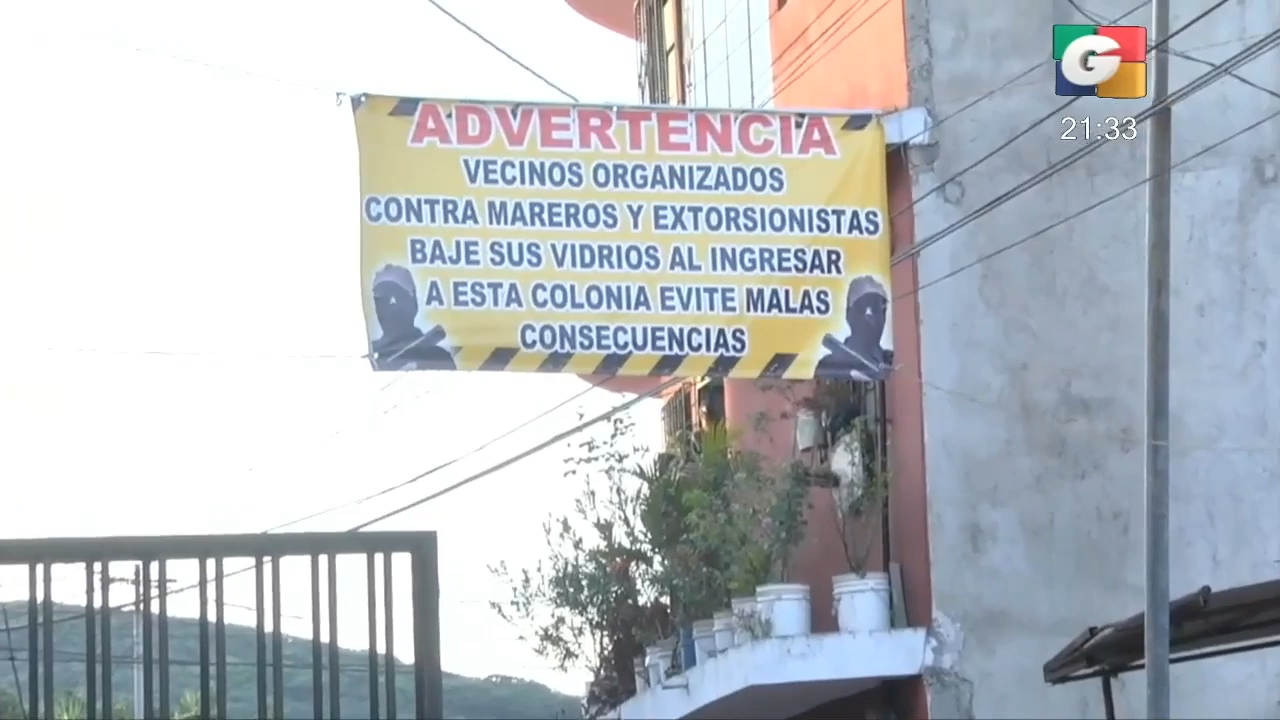 G
21:33
ADVERTENCIA
VECINOS ORGANIZADOS
CONTRA MAREROS Y EXTORSIONISTAS
BAJE SUS VIDRIOS AL INGRESAR
A ESTA COLONIA EVITE MALAS
CONSECUENCIAS